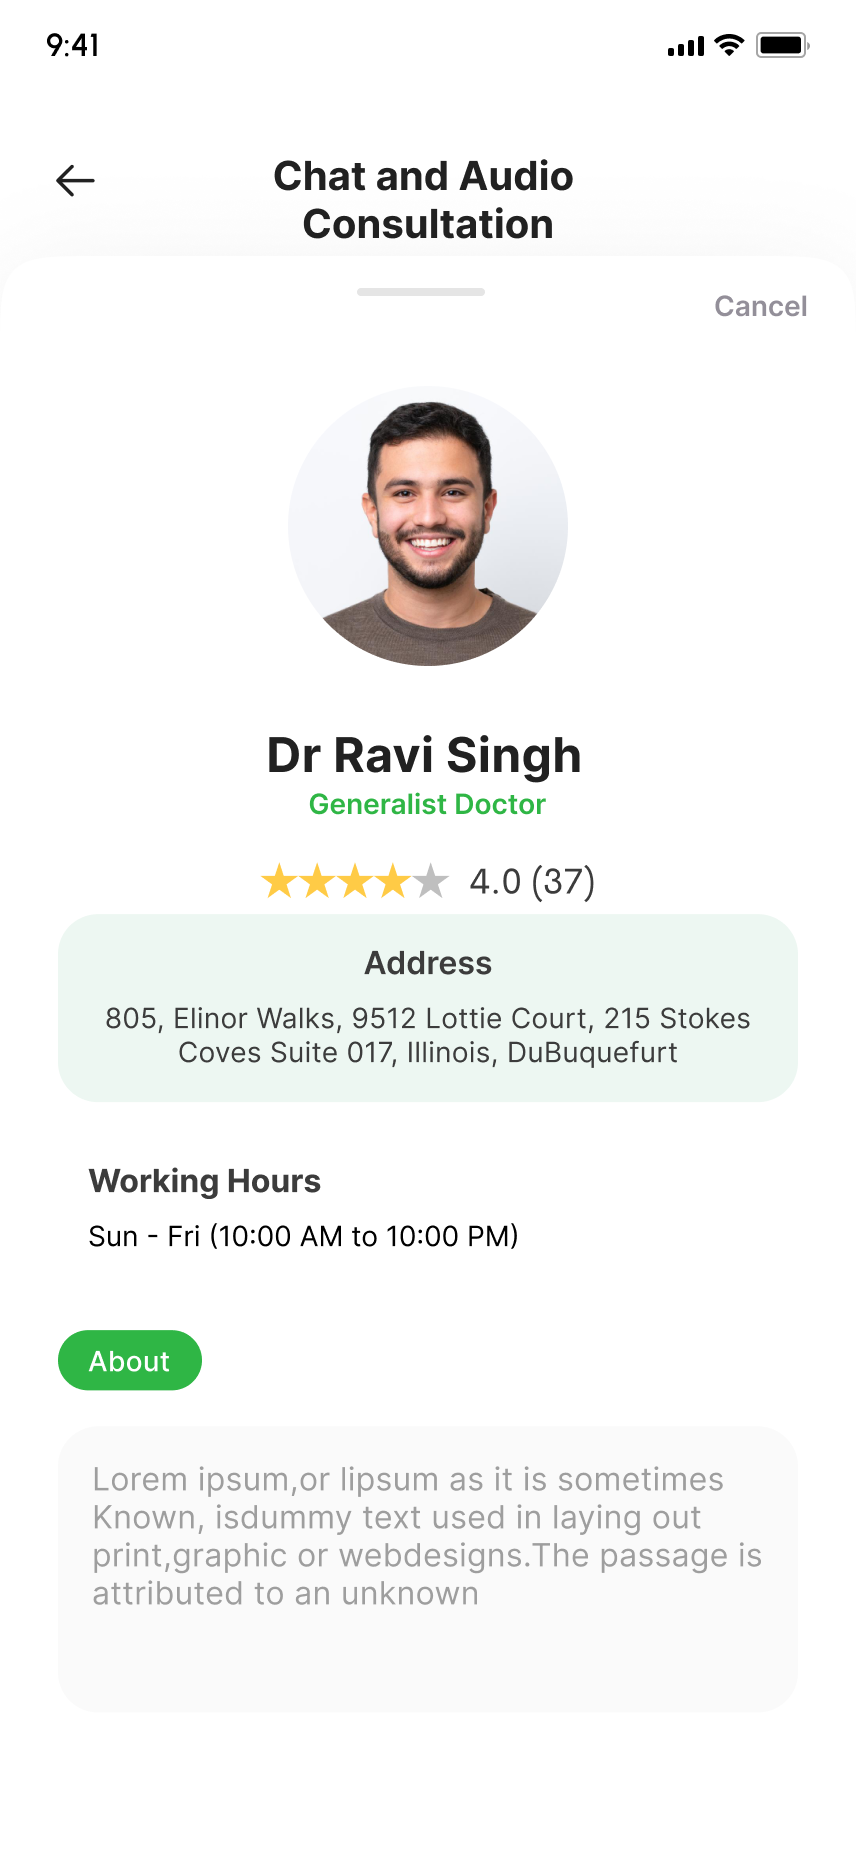 9:41
Chat and Audio
Consultation
Cancel
Dr Ravi Singh
Generalist Doctor
4.0 (37)
Address
805, Elinor Walks, 9512 Lottie Court, 215 Stokes
Coves Suite 017, Illinois, DuBuquefurt
Working Hours
Sun - Fri (10:00 AM to 10:00 PM)
About
Lorem ipsum,or lipsum as it is sometimes
Known, isdummy text used in laying out
print,graphic or webdesigns.The passage is
attributed to an unknown